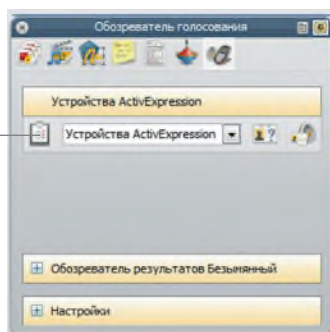 Обозреватель голосования
Устройства ActivExpression
Устройства ActivExpression
Обозреватель результатов Безымянный
Настройки